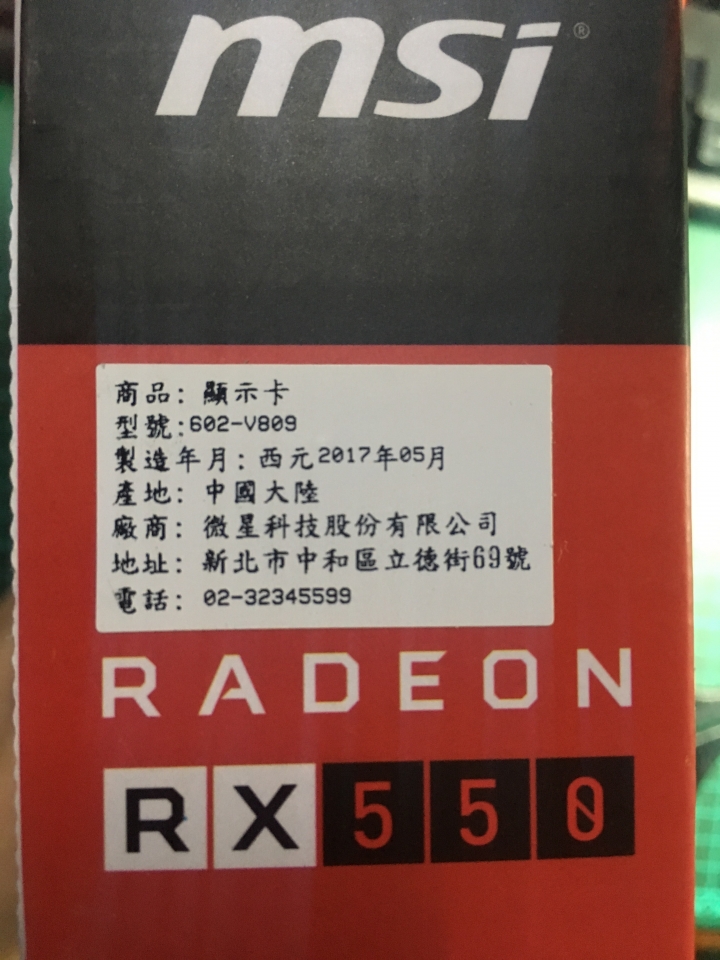 msi®
商品: 顯示卡
型號:602-V809
製造年月: 西元2017年05月
產地: 中國大陸
廠商: 微星科技股份有限公司
地址: 新北市中和區立德街69號
電話: 02-32345599
RADEON
RX550